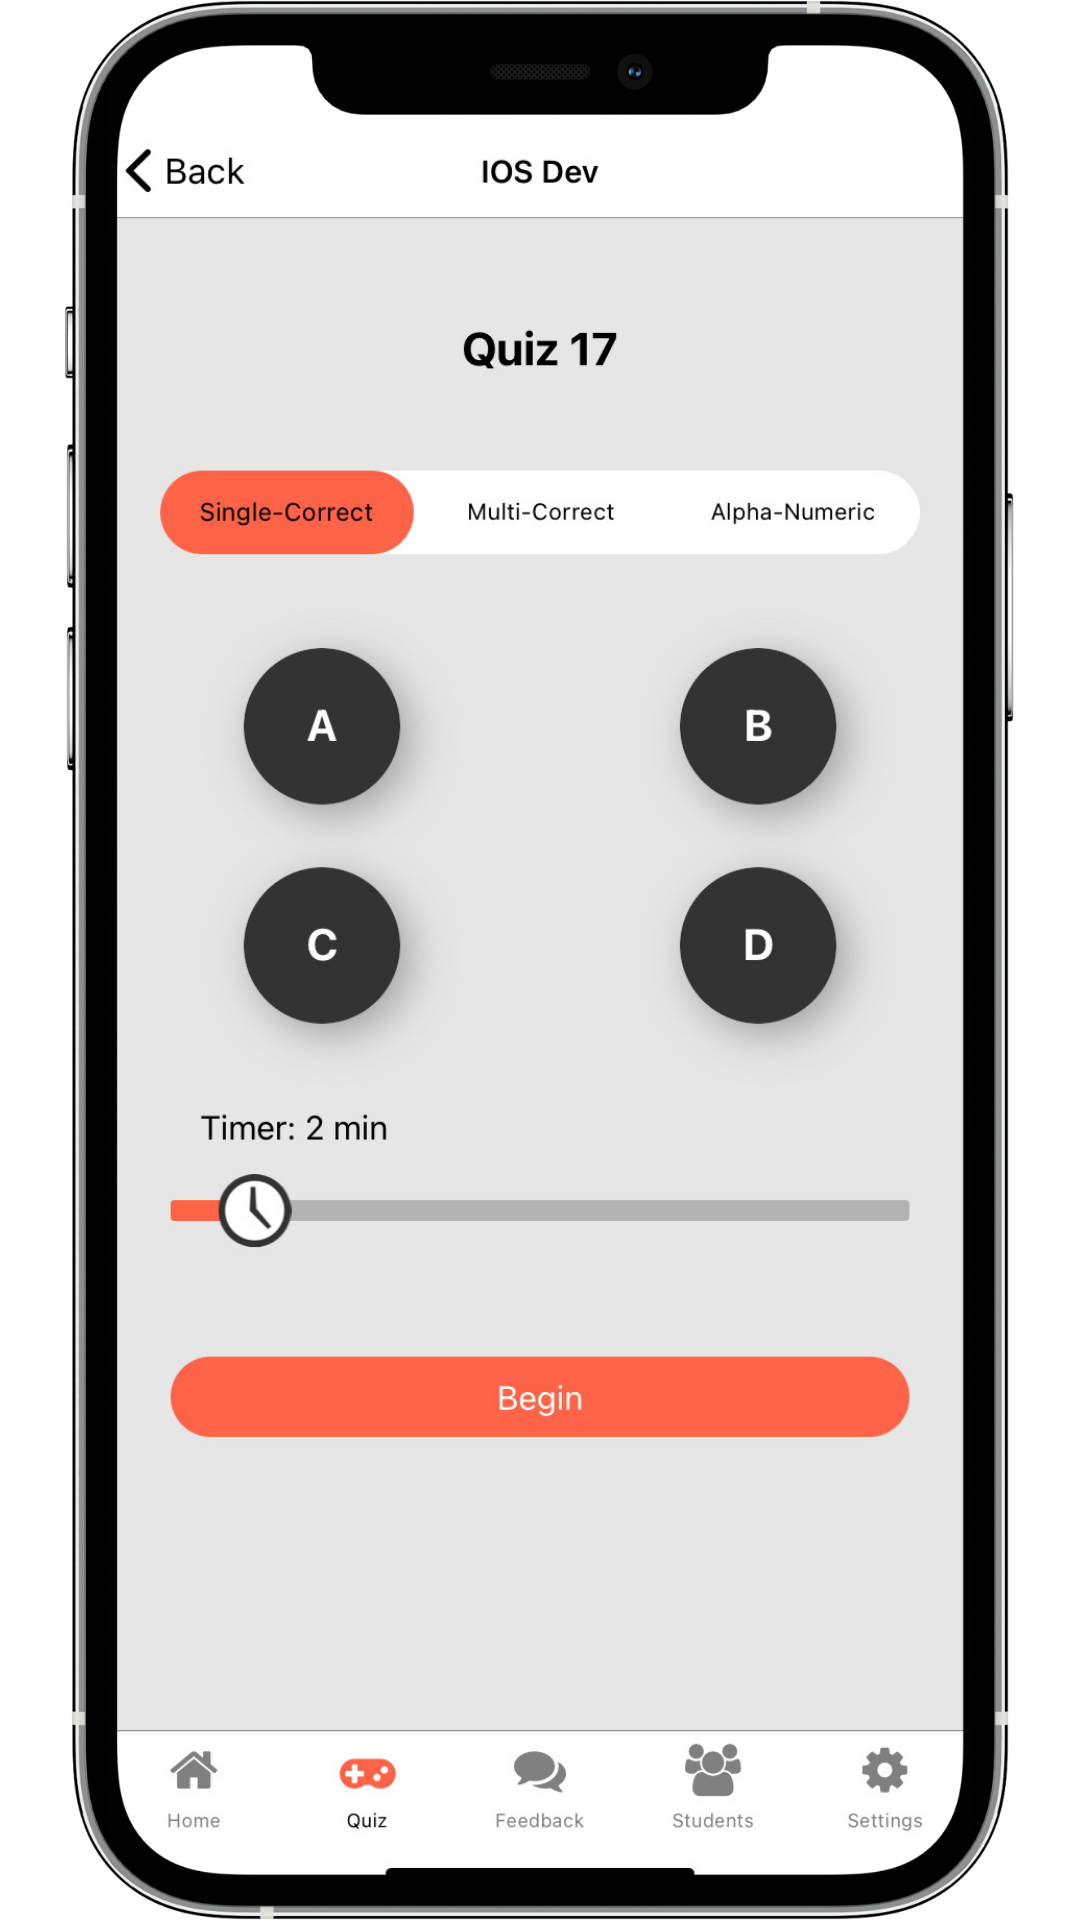 Back
IOS Dev
Quiz 17
Single-Correct Multi-Correct Alpha-Numeric
A B
C D
Timer: 2 min
Begin
Home Quiz Feedback Students Settings